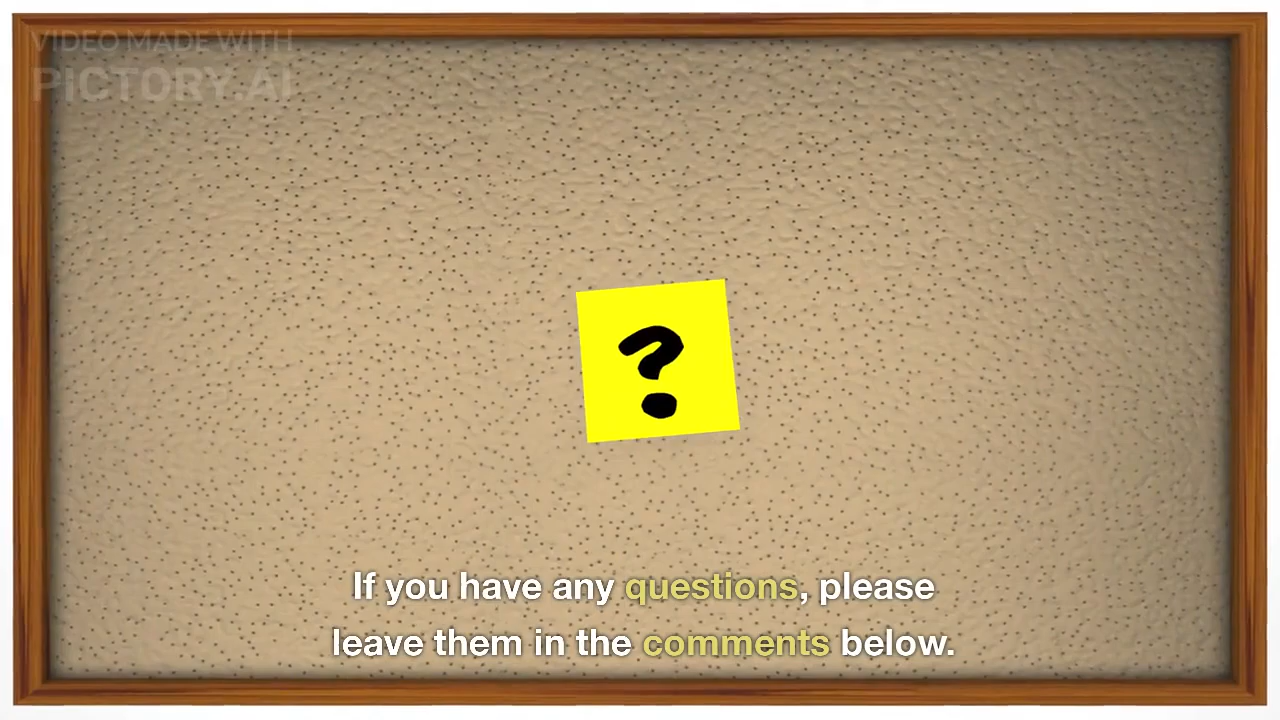 VIDEO MADE WITH
PICTORY.AI
?
If you have any questions, please
leave them in the comments below.